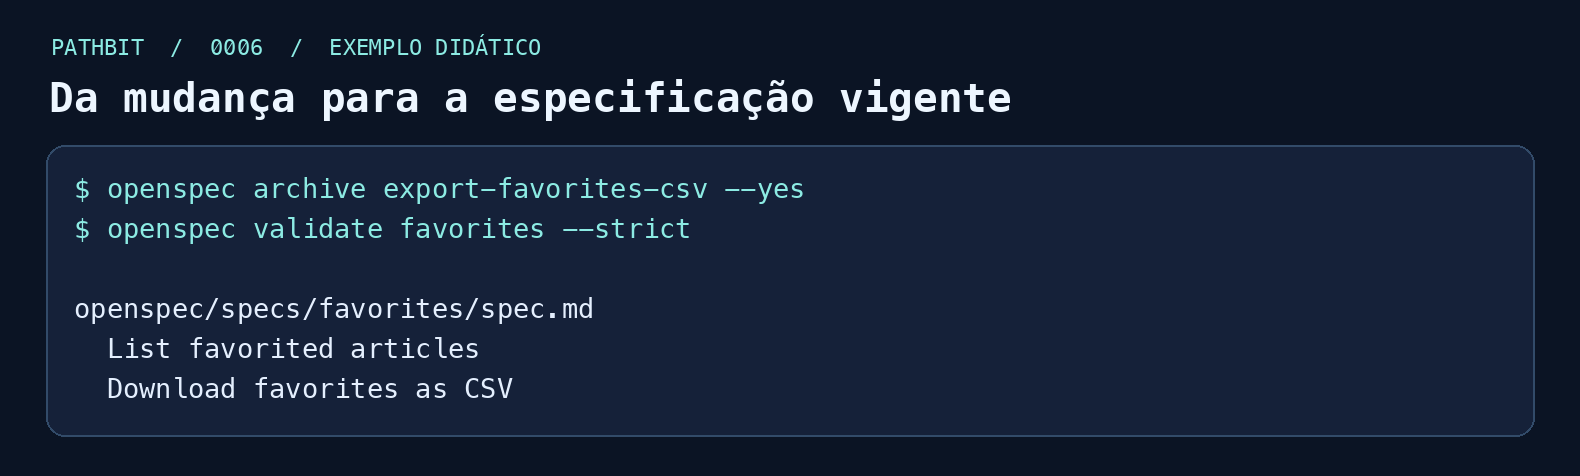 PATHBIT / 0006 / EXEMPLO DIDÁTICO
Da mudança para a especificação vigente
$ openspec archive export-favorites-csv --yes
$ openspec validate favorites --strict
openspec/specs/favorites/spec.md
List favorited articles
Download favorites as CSV